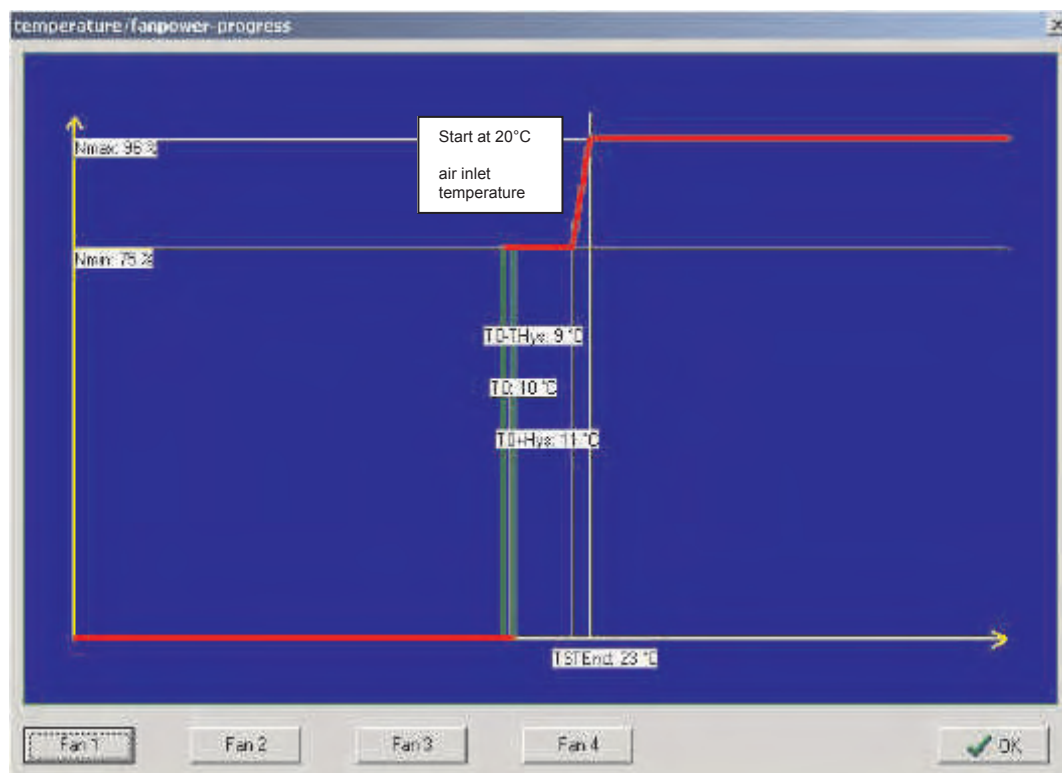 temperature/fanpower-progress
Start at 20°C
air inlet
temperature
Nmax: 96 %
Nmin: 75 %
T0-THys: 9 °C
T0: 10 °C
T0+Hys: 11 °C
TSTEnd: 23 °C
Fan 1
Fan 2
Fan 3
Fan 4
OK